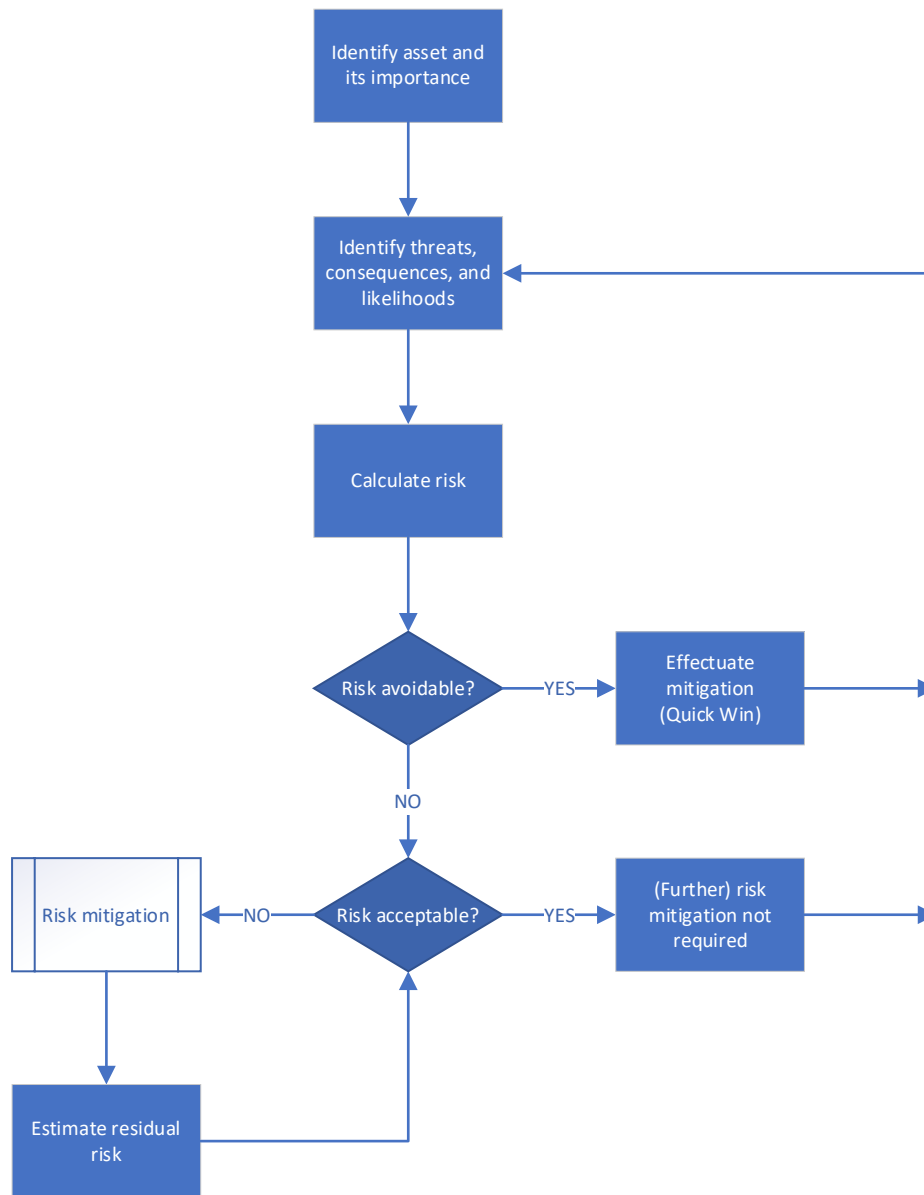 Identify asset and
its importance
Identify threats,
consequences, and
likelihoods
Calculate risk
Risk avoidable?
YES
Effectuate
mitigation
(Quick Win)
NO
Risk mitigation
NO
Risk acceptable?
YES
(Further) risk
mitigation not
required
Estimate residual
risk